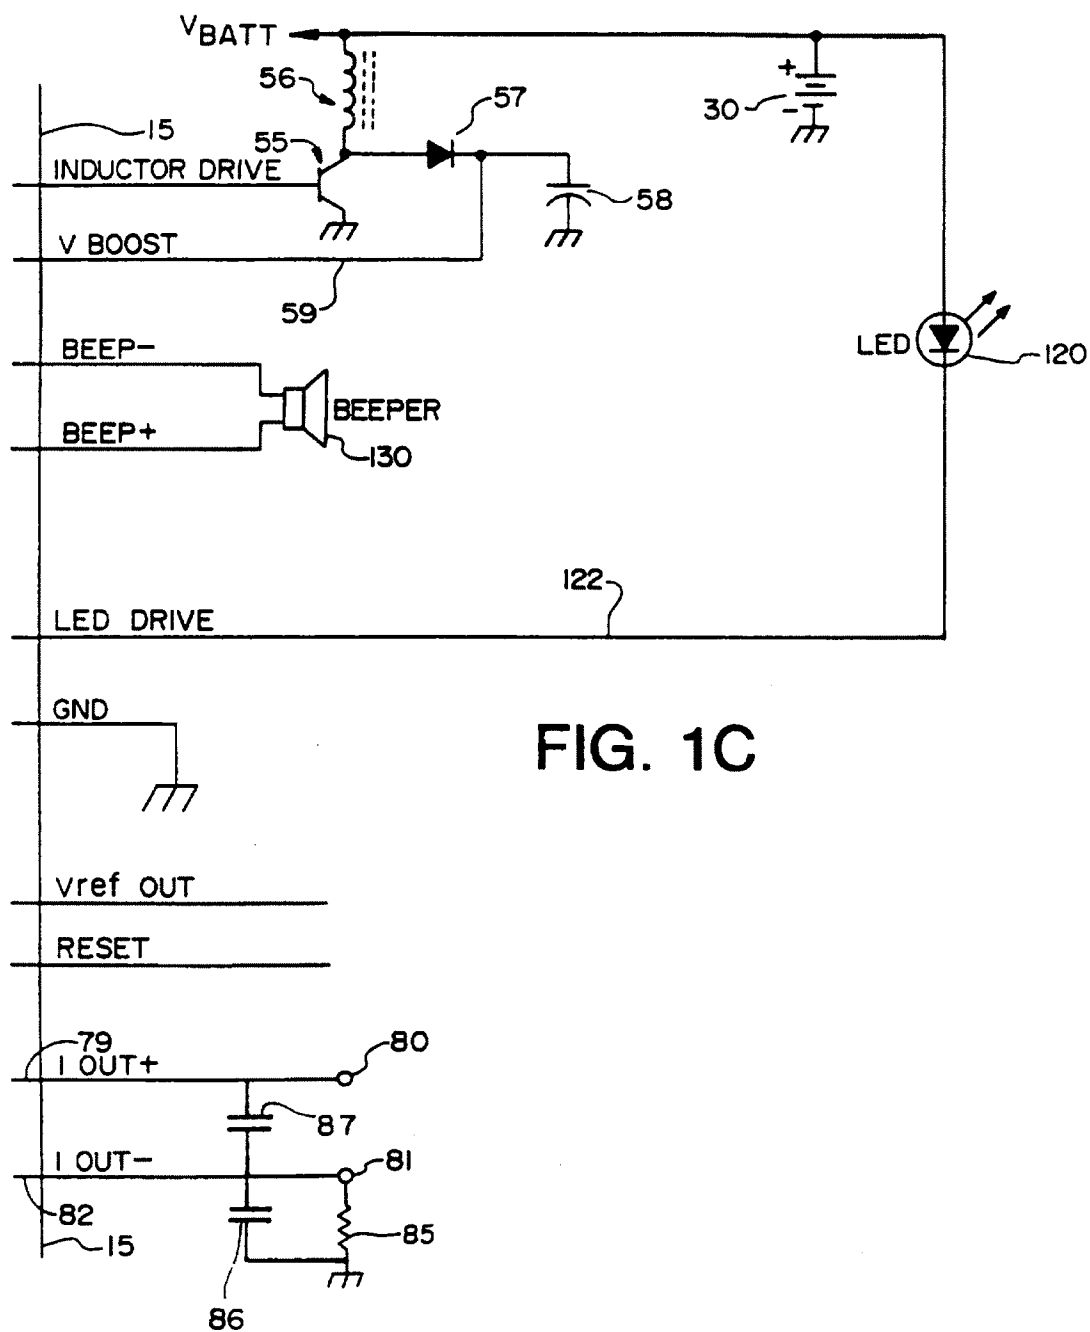 VBATT
56
57
+
30
-
15
55
INDUCTOR DRIVE
58
V BOOST
59
BEEP-
LED
120
BEEPER
BEEP+
130
122
LED DRIVE
GND
FIG. 1C
Vref OUT
RESET
79
I OUT+
80
87
I OUT-
81
82
85
15
86